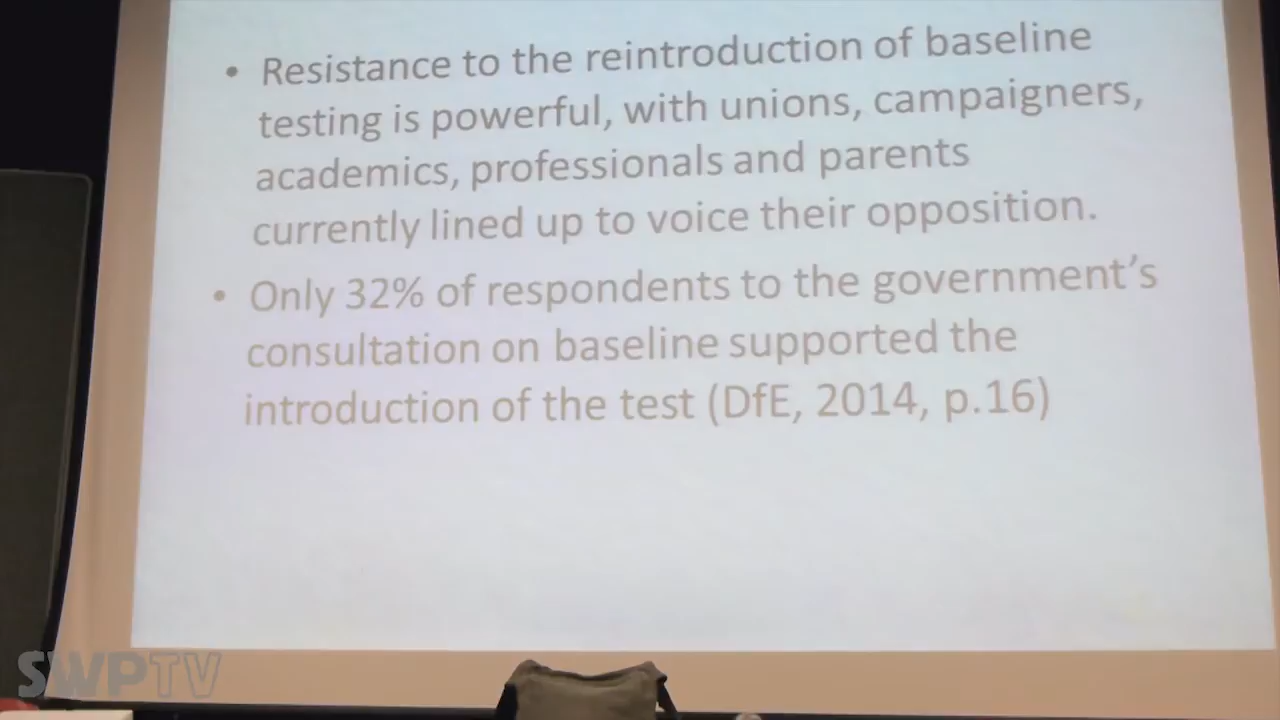 • Resistance to the reintroduction of baseline
testing is powerful, with unions, campaigners,
academics, professionals and parents
currently lined up to voice their opposition.
• Only 32% of respondents to the government's
consultation on baseline supported the
introduction of the test (DfE, 2014, p.16)
SWPTV